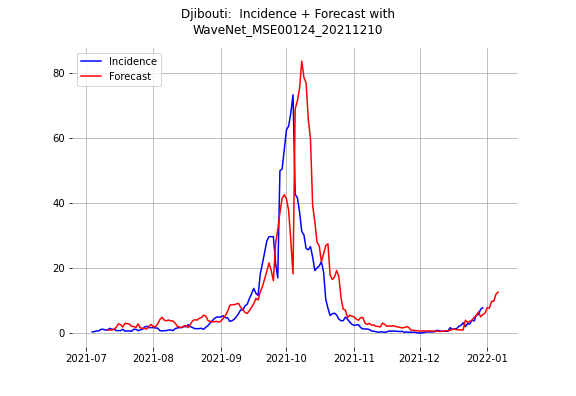 Djibouti:  Incidence + Forecast with
WaveNet_MSE00124_20211210
Incidence
Forecast
80
60
40
20
0
2021-07 2021-08 2021-09 2021-10 2021-11 2021-12 2022-01